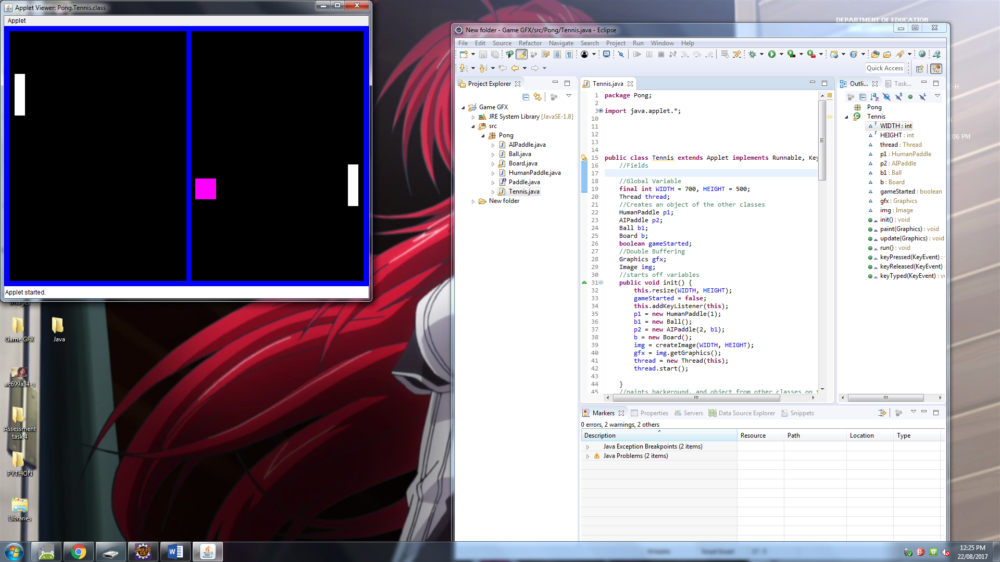 Applet Viewer: Pong.Tennis.class
Applet
Applet started.
Images
Game GFX
Java
ac699a34-s
Assessment
task 4
PYTHON
Libraries
DEPARTMENT OF EDUCATION
New folder - Game GFX/src/Pong/Tennis.java - Eclipse
File Edit Source Refactor Navigate Search Project Run Window Help
Quick Access
Project Explorer
Game GFX
JRE System Library [JavaSE-1.8]
src
Pong
AIPaddle.java
Ball.java
Board.java
HumanPaddle.java
Paddle.java
Tennis.java
New folder
Tennis.java
1 package Pong;
2
3 import java.applet.*;
10
11
12
13
14
15 public class Tennis extends Applet implements Runnable, Key
16 //Fields
17
18 //Global Variable
19 final int WIDTH = 700, HEIGHT = 500;
20 Thread thread;
21 //Creates an object of the other classes
22 HumanPaddle p1;
23 AIPaddle p2;
24 Ball b1;
25 Board b;
26 boolean gameStarted;
27 //Double Buffering
28 Graphics gfx;
29 Image img;
30 //starts off variables
31 public void init() {
32 this.resize(WIDTH, HEIGHT);
33 gameStarted = false;
34 this.addKeyListener(this);
35 p1 = new HumanPaddle(1);
36 b1 = new Ball();
37 p2 = new AIPaddle(2, b1);
38 b = new Board();
39 img = createImage(WIDTH, HEIGHT);
40 gfx = img.getGraphics();
41 thread = new Thread(this);
42 thread.start();
43
44 }
45 //paints background, and object from other classes on t
Outli...
Task...
Pong
Tennis
WIDTH : int
HEIGHT : int
thread : Thread
p1 : HumanPaddle
p2 : AIPaddle
b1 : Ball
b : Board
gameStarted : boolean
gfx : Graphics
img : Image
init() : void
paint(Graphics) : void
update(Graphics) : void
run() : void
keyPressed(KeyEvent) :
keyReleased(KeyEvent)
keyTyped(KeyEvent) : v
E-H
:06 PM
Markers Properties Servers Data Source Explorer Snippets
0 errors, 2 warnings, 2 others
Description Resource Path Location Type
Java Exception Breakpoints (2 items)
Java Problems (2 items)
Java EE
IDE
12:25 PM
22/08/2017